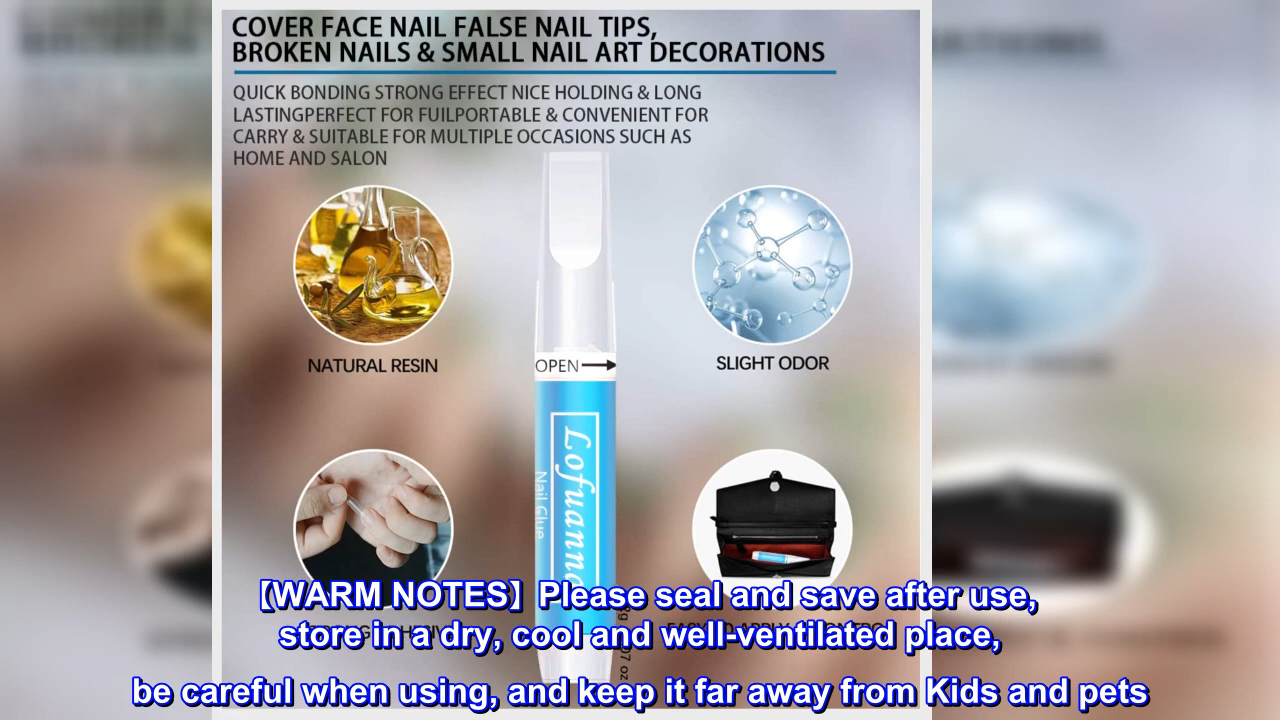 COVER FACE NAIL FALSE NAIL TIPS,
BROKEN NAILS & SMALL NAIL ART DECORATIONS
QUICK BONDING STRONG EFFECT NICE HOLDING & LONG
LASTINGPERFECT FOR FUILPORTABLE & CONVENIENT FOR
CARRY & SUITABLE FOR MULTIPLE OCCASIONS SUCH AS
HOME AND SALON
NATURAL RESIN
SLIGHT ODOR
OPEN
Lofuanna
Nail Glue
【WARM NOTES】Please seal and save after use,
store in a dry, cool and well-ventilated place,
be careful when using, and keep it far away from Kids and pets